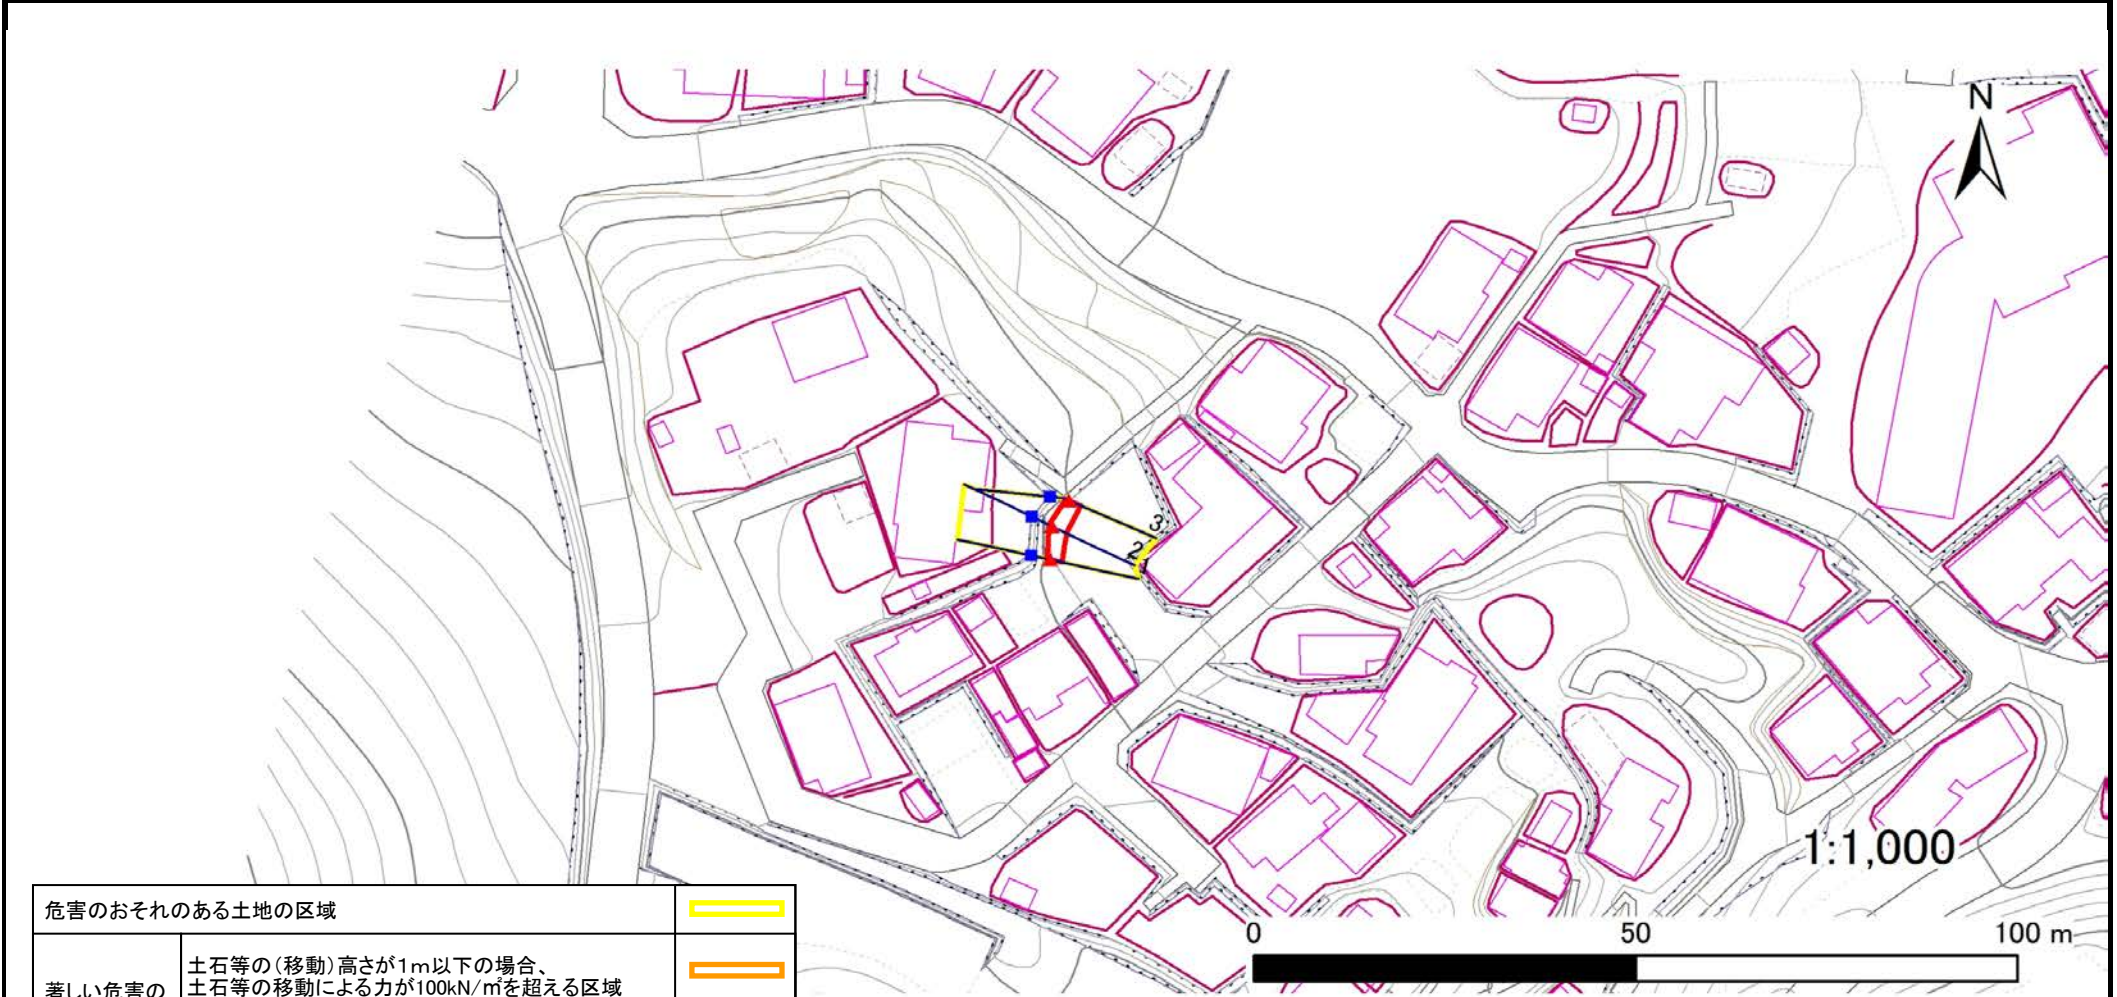 N
3
2
1:1,000
0 50 100 m
危害のおそれのある土地の区域
著しい危害の
土石等の(移動)高さが1m以下の場合、
土石等の移動による力が100kN/㎡を超える区域